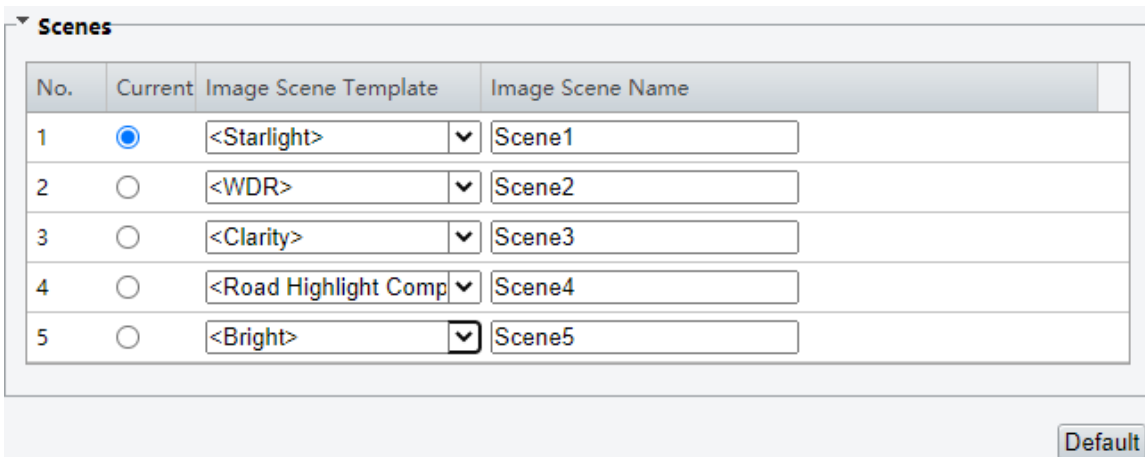 Scenes
No. Current Image Scene Template Image Scene Name
1 <Starlight> Scene1
2 <WDR> Scene2
3 <Clarity> Scene3
4 <Road Highlight Comp Scene4
5 <Bright> Scene5
Default